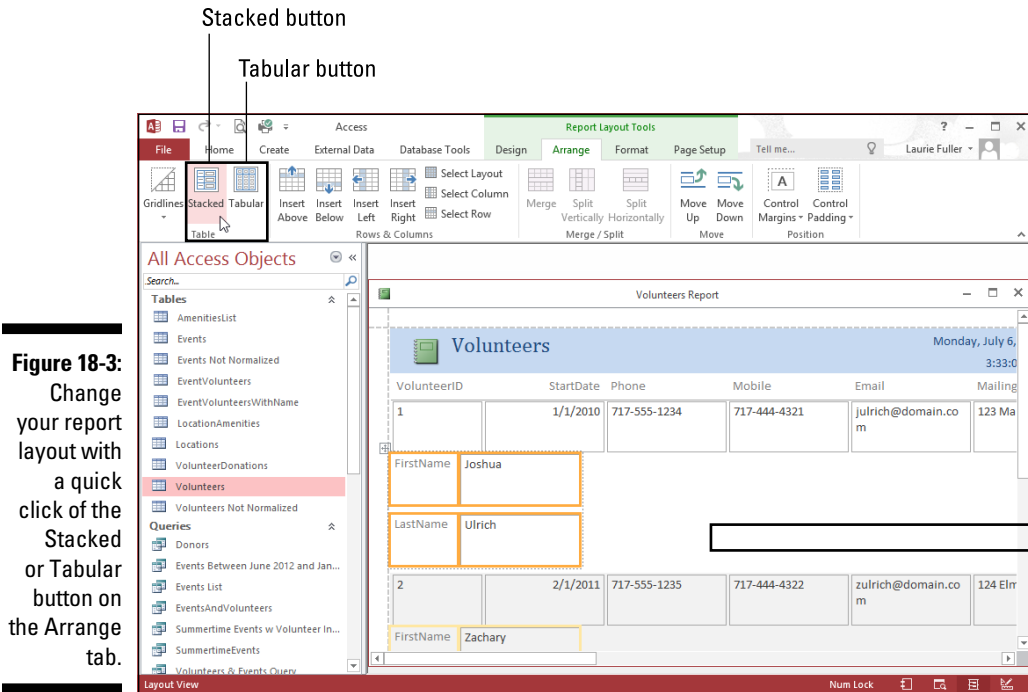 Stacked button
Tabular button
Access
Report Layout Tools
?
File Home Create External Data Database Tools Design Arrange Format Page Setup Tell me... Laurie Fuller
Gridlines Stacked Tabular Insert Above Insert Below Insert Left Insert Right Select Layout
Select Column
Select Row
Merge Split Vertically Split Horizontally Move Up Move Down Control Margins Control Padding
Table Rows & Columns Merge / Split Move Position
All Access Objects
Search...
Tables
AmenitiesList
Events
Events Not Normalized
EventVolunteers
EventVolunteersWithName
LocationAmenities
Locations
VolunteerDonations
Volunteers
Volunteers Not Normalized
Queries
Donors
Events Between June 2012 and Jan...
Events List
EventsAndVolunteers
Summertime Events w Volunteer In...
SummertimeEvents
Volunteers & Events Query
Volunteers Report
Volunteers
Monday, July 6,
3:33:0
VolunteerID StartDate Phone Mobile Email Mailing
1 1/1/2010 717-555-1234 717-444-4321 julrich@domain.co 123 Ma
m
FirstName Joshua
LastName Ulrich
2 2/1/2011 717-555-1235 717-444-4322 zulrich@domain.co 124 Elm
m
FirstName Zachary
Layout View Num Lock
Figure 18-3:
Change
your report
layout with
a quick
click of the
Stacked
or Tabular
button on
the Arrange
tab.